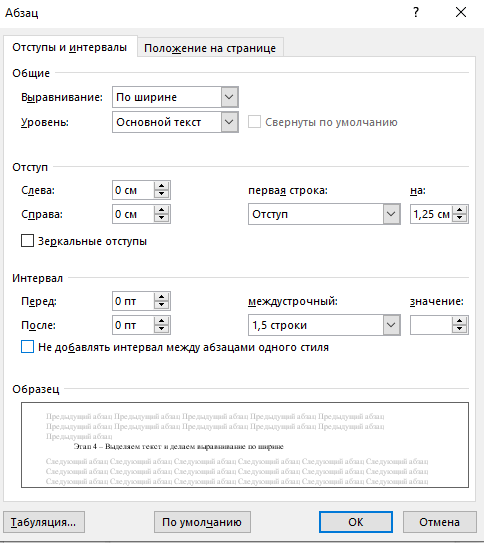 Абзац ? ×
Отступы и интервалы Положение на странице
Общие
Выравнивание: По ширине
Уровень: Основной текст Свернуты по умолчанию
Отступ
Слева: 0 см первая строка: на:
Справа: 0 см Отступ 1,25 см
Зеркальные отступы
Интервал
Перед: 0 пт междустрочный: значение:
После: 0 пт 1,5 строки
Не добавлять интервал между абзацами одного стиля
Образец
Предыдущий абзац Предыдущий абзац Предыдущий абзац Предыдущий абзац Предыдущий абзац
Предыдущий абзац Предыдущий абзац Предыдущий абзац Предыдущий абзац Предыдущий абзац
Предыдущий абзац
Этап 4 – Выделяем текст и делаем выравнивание по ширине
Следующий абзац Следующий абзац Следующий абзац Следующий абзац Следующий абзац Следующий абзац
Следующий абзац Следующий абзац Следующий абзац Следующий абзац Следующий абзац Следующий абзац
Следующий абзац Следующий абзац Следующий абзац Следующий абзац Следующий абзац Следующий абзац
Табуляция... По умолчанию ОК Отмена